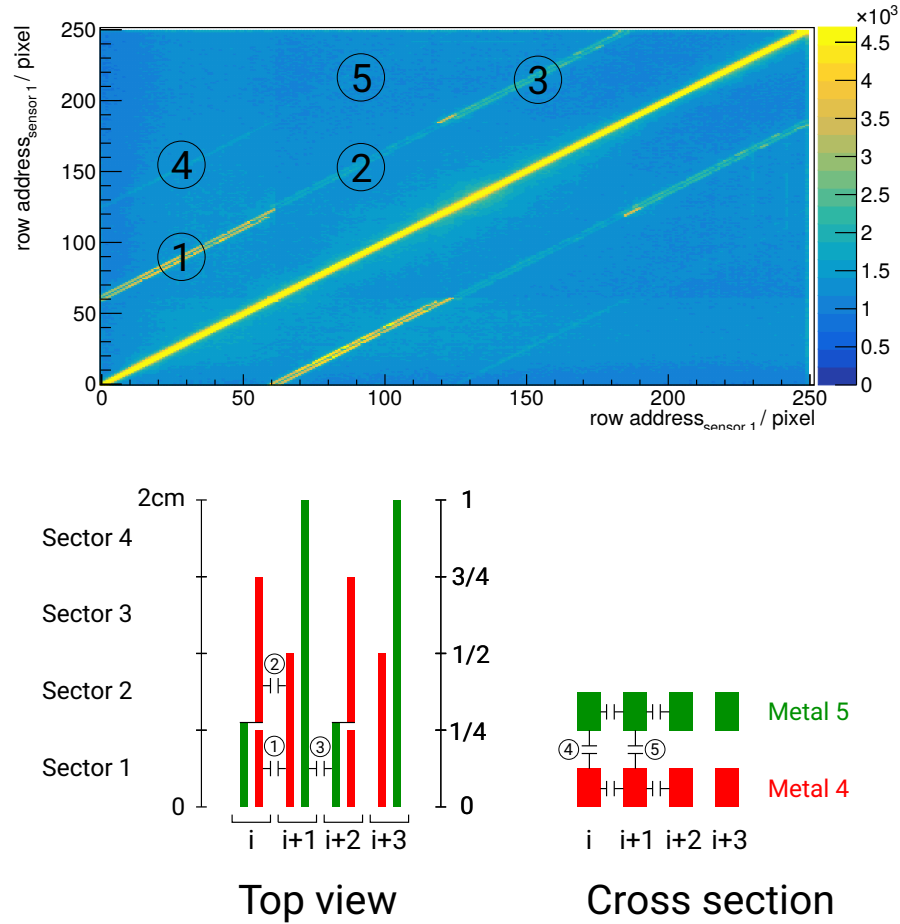 ×10³
row address sensor 1 / pixel
250
200
150
100
50
0
1
2
3
4
5
0
50
100
150
200
250
row address sensor 1 / pixel
4.5
4
3.5
3
2.5
2
1.5
1
0.5
0
2cm
1
Sector 4
3/4
Sector 3
1/2
2
Sector 2
1/4
1
3
Sector 1
0
0
i
i+1
i+2
i+3
Top view
Metal 5
4
5
Metal 4
i
i+1
i+2
i+3
Cross section